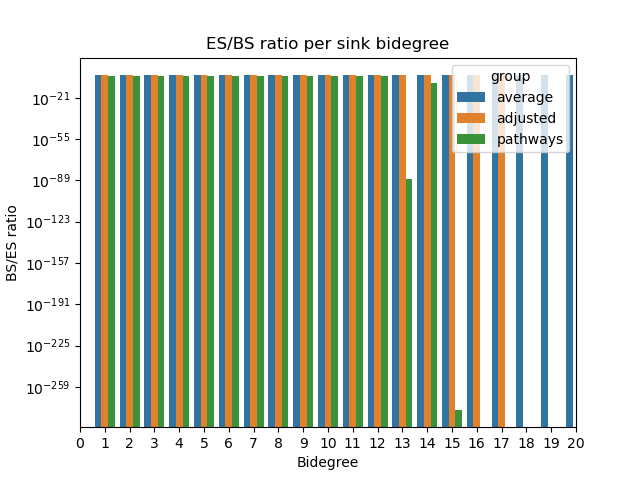 ES/BS ratio per sink bidegree
group
average
adjusted
pathways
BS/ES ratio
10⁻²¹
10⁻⁵⁵
10⁻⁸⁹
10⁻¹²³
10⁻¹⁵⁷
10⁻¹⁹¹
10⁻²²⁵
10⁻²⁵⁹
0 1 2 3 4 5 6 7 8 9 10 11 12 13 14 15 16 17 18 19 20
Bidegree